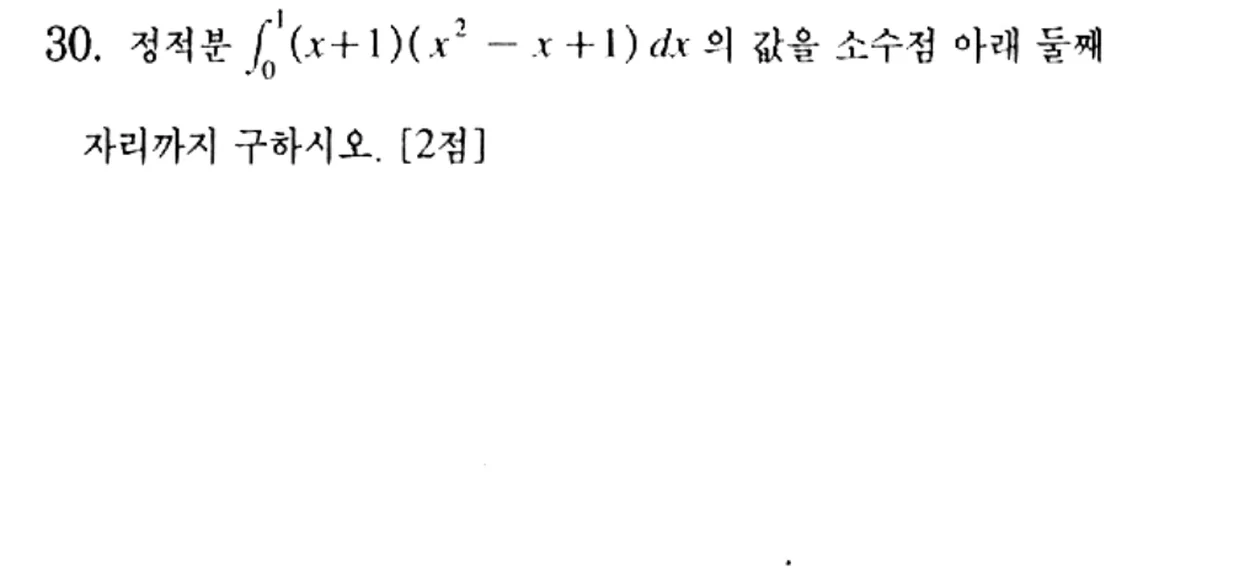 30. 정적분 ∫₀¹(x+1)(x² − x +1) dx 의 값을 소수점 아래 둘째
자리까지 구하시오. [2점]